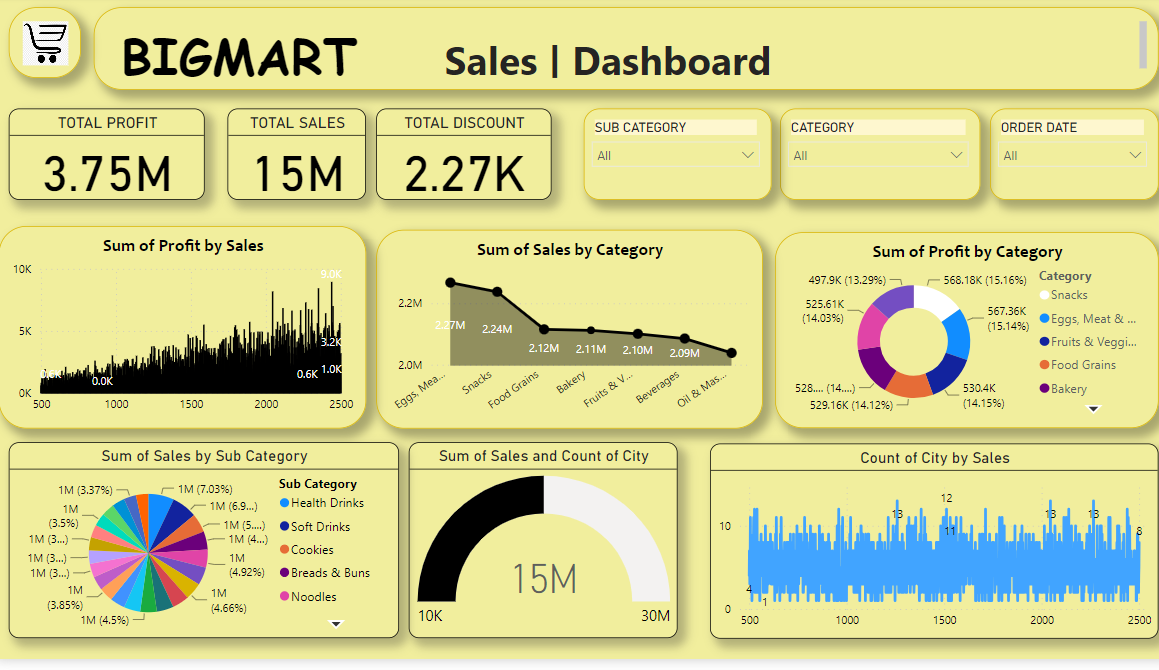 BIGMART
Sales | Dashboard
TOTAL PROFIT
3.75M
TOTAL SALES
15M
TOTAL DISCOUNT
2.27K
SUB CATEGORY
All
CATEGORY
All
ORDER DATE
All
Sum of Profit by Sales
10K
5K
0K
9.0K
3.2K
1.0K
0.6K
0.0K
500 1000 1500 2000 2500
Sum of Sales by Category
2.2M
2.0M
2.27M
2.24M
2.12M
2.11M
2.10M
2.09M
Eggs, Mea...
Snacks
Food Grains
Bakery
Fruits & V...
Beverages
Oil & Mas...
Sum of Profit by Category
497.9K (13.29%)
568.18K (15.16%)
525.61K
(14.03%)
567.36K
(15.14%)
528.... (14....)
529.16K (14.12%)
530.4K
(14.15%)
Category
Snacks
Eggs, Meat & ...
Fruits & Veggi...
Food Grains
Bakery
Sum of Sales by Sub Category
1M (3.37%)
1M (7.03%)
1M (6.9...)
1M
(3.5%)
1M (5....)
1M (3...)
1M (4...)
1M (3...)
1M
(4.92%)
1M (3...)
1M
(3.85%)
1M
(4.66%)
1M (4.5%)
Sub Category
Health Drinks
Soft Drinks
Cookies
Breads & Buns
Noodles
Sum of Sales and Count of City
15M
10K
30M
Count of City by Sales
10
0
4
1
13
12
11
13
13
8
500 1000 1500 2000 2500